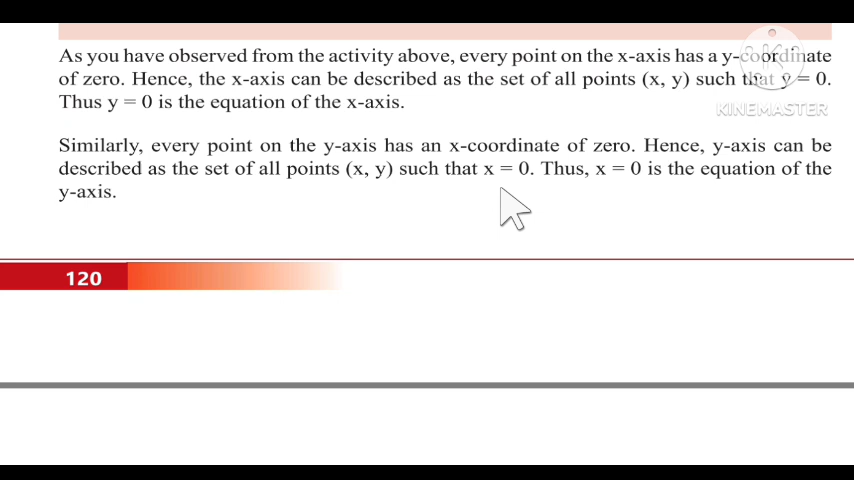 As you have observed from the activity above, every point on the x-axis has a y-coordinate
of zero. Hence, the x-axis can be described as the set of all points (x, y) such that y = 0.
Thus y = 0 is the equation of the x-axis.
KINEMASTER
Similarly, every point on the y-axis has an x-coordinate of zero. Hence, y-axis can be
described as the set of all points (x, y) such that x = 0. Thus, x = 0 is the equation of the
y-axis.
120